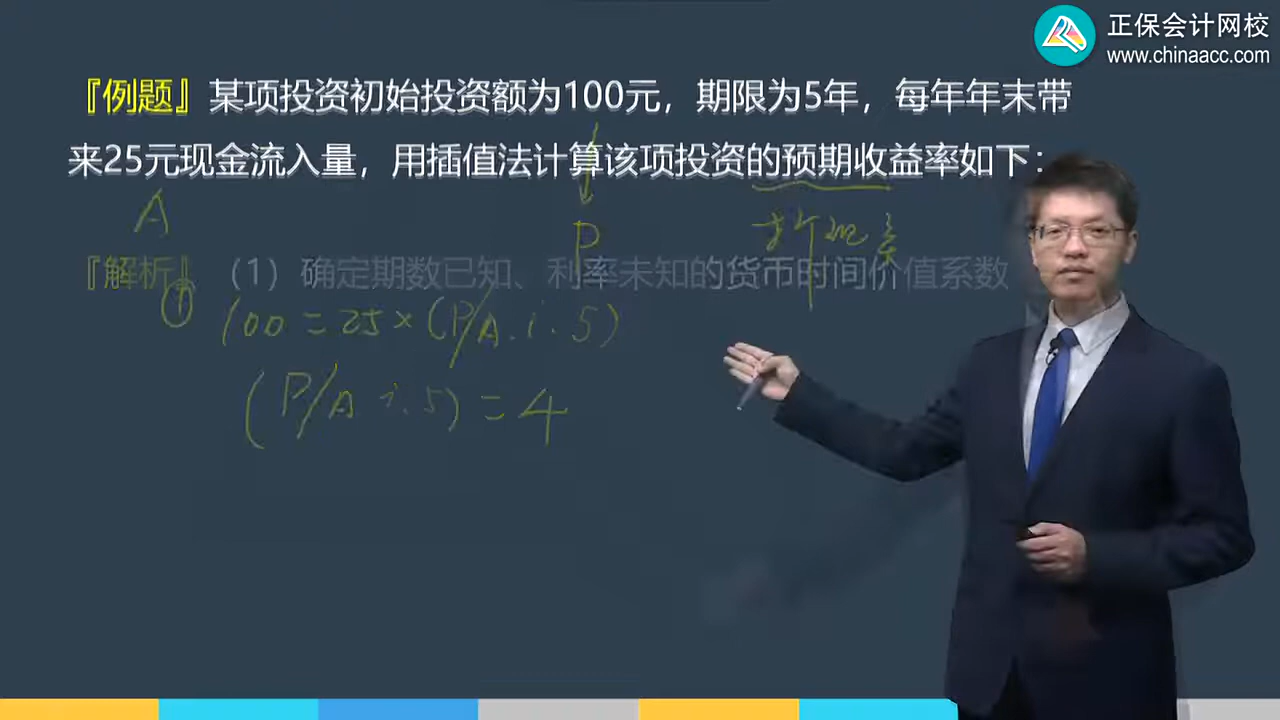 正保会计网校
www.chinaacc.com
『例题』某项投资初始投资额为100元，期限为5年，每年年末带
来25元现金流入量，用插值法计算该项投资的预期收益率如下：
A
P
折现率
『解析』（1）确定期数已知、利率未知的货币时间价值系数
① 100=25×(P/A.i.5)
(P/A i.5)=4